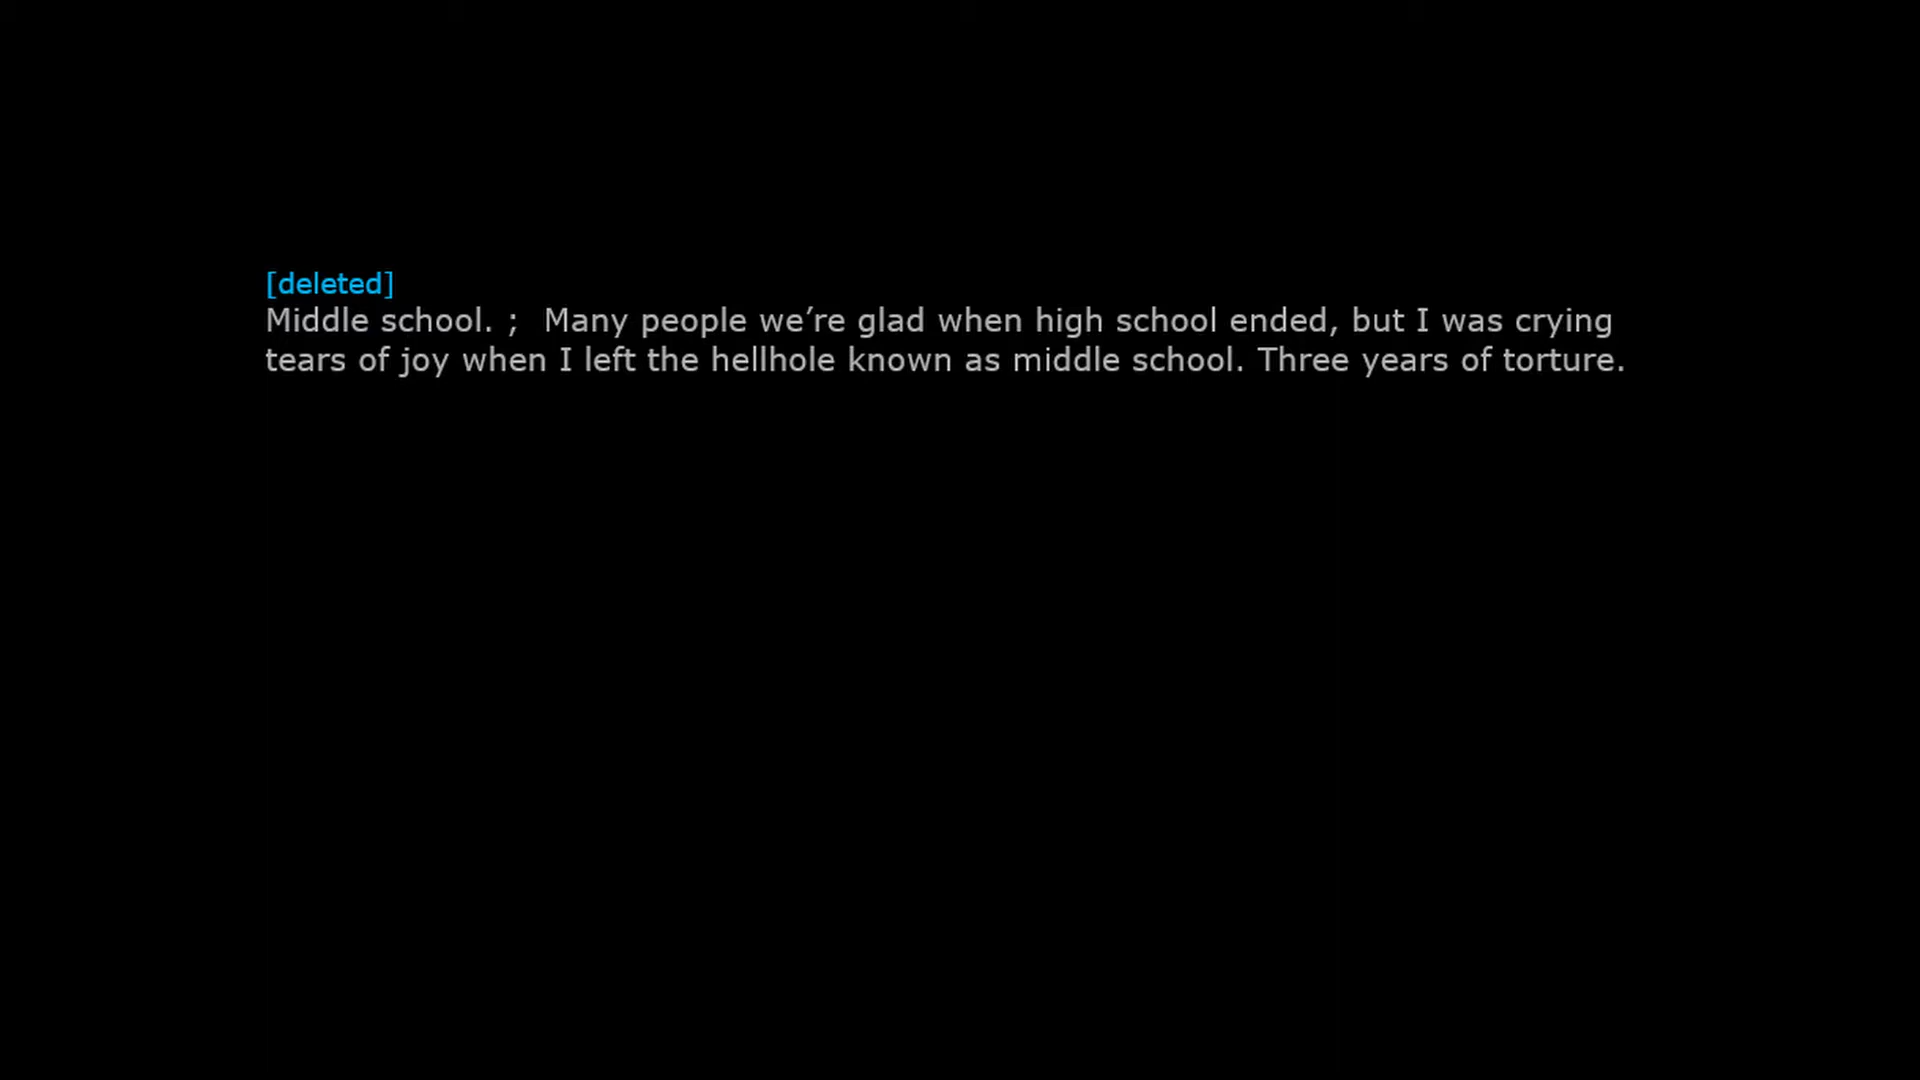 [deleted]
Middle school. ;  Many people we’re glad when high school ended, but I was crying
tears of joy when I left the hellhole known as middle school. Three years of torture.